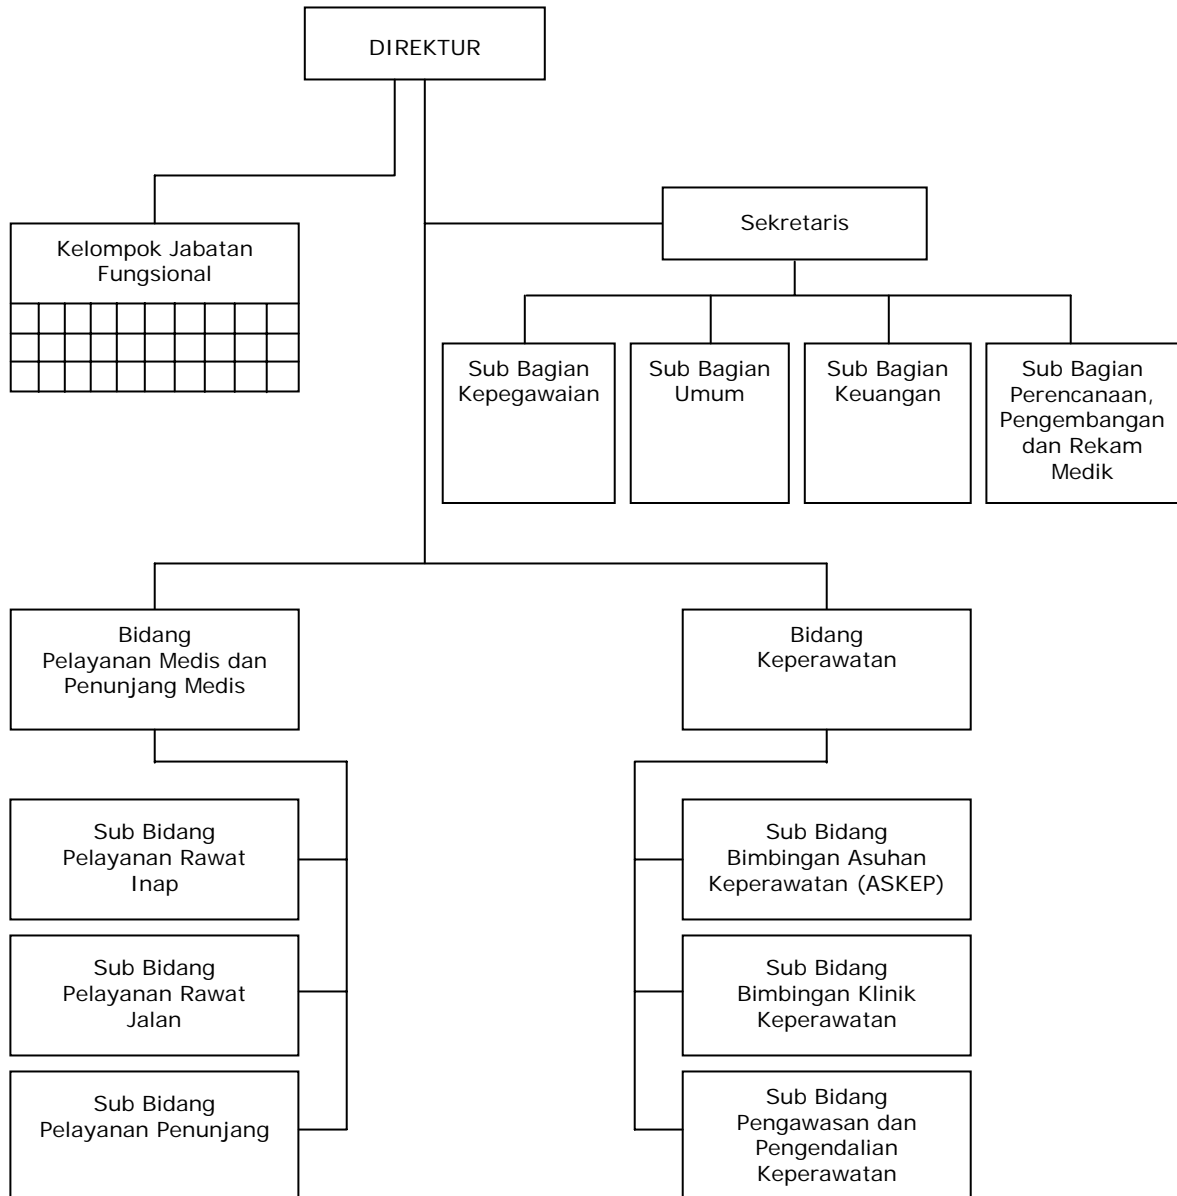 DIREKTUR
Sekretaris
Kelompok Jabatan
Fungsional
Sub Bagian
Kepegawaian
Sub Bagian
Umum
Sub Bagian
Keuangan
Sub Bagian
Perencanaan,
Pengembangan
dan Rekam
Medik
Bidang
Pelayanan Medis dan
Penunjang Medis
Bidang
Keperawatan
Sub Bidang
Pelayanan Rawat
Inap
Sub Bidang
Bimbingan Asuhan
Keperawatan (ASKEP)
Sub Bidang
Pelayanan Rawat
Jalan
Sub Bidang
Bimbingan Klinik
Keperawatan
Sub Bidang
Pelayanan Penunjang
Sub Bidang
Pengawasan dan
Pengendalian
Keperawatan